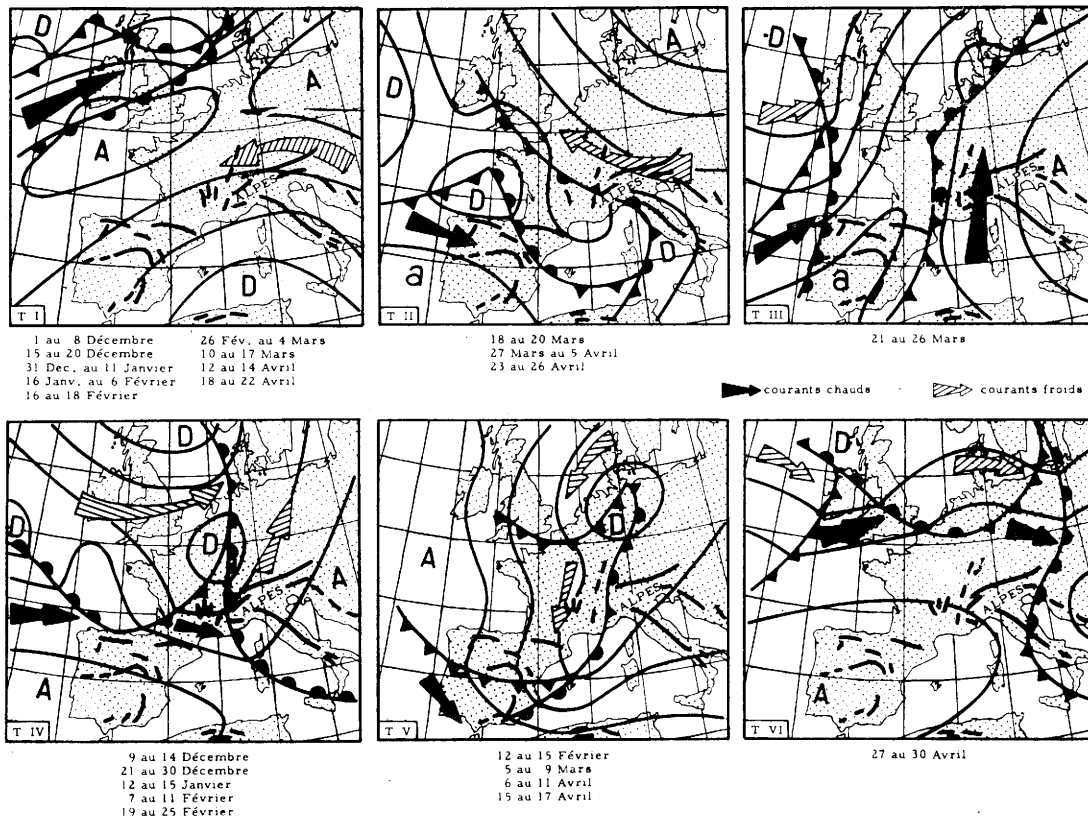 D
D
A
A
ALPES
D
T I
A
D
D
ALPES
D
a
T II
D
A
ALPES
a
T III
1 au 8 Décembre
15 au 20 Décembre
31 Dec. au 11 Janvier
16 Janv. au 6 Février
16 au 18 Février
26 Fév. au 4 Mars
10 au 17 Mars
12 au 14 Avril
18 au 22 Avril
18 au 20 Mars
27 Mars au 5 Avril
23 au 26 Avril
21 au 26 Mars
courants chauds
courants froids
D
D
D
A
ALPES
A
T IV
D
A
ALPES
T V
D
ALPES
A
T VI
9 au 14 Décembre
21 au 30 Décembre
12 au 15 Janvier
7 au 11 Février
19 au 25 Février
12 au 15 Février
5 au 9 Mars
6 au 11 Avril
15 au 17 Avril
27 au 30 Avril